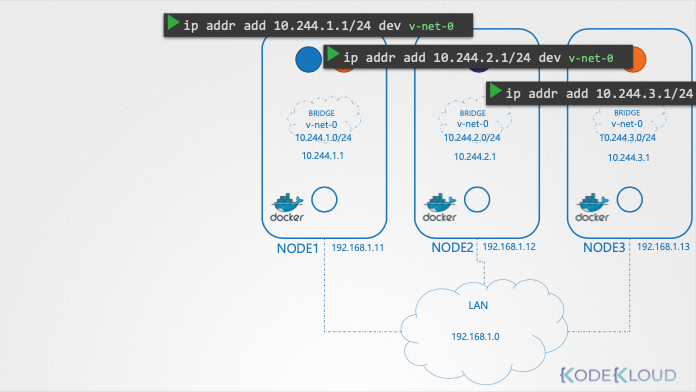 ip addr add 10.244.1.1/24 dev v-net-0
ip addr add 10.244.2.1/24 dev v-net-0
ip addr add 10.244.3.1/24
BRIDGE
v-net-0
10.244.1.0/24
10.244.1.1
BRIDGE
v-net-0
10.244.2.0/24
10.244.2.1
BRIDGE
v-net-0
10.244.3.0/24
10.244.3.1
docker
docker
docker
NODE1 192.168.1.11
NODE2 192.168.1.12
NODE3 192.168.1.13
LAN
192.168.1.0
KODEKLOUD